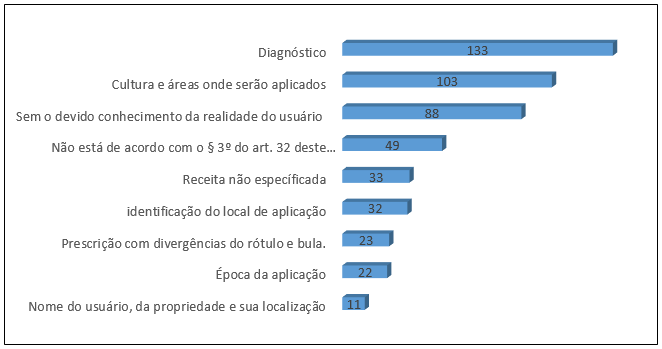 Diagnóstico 133
Cultura e áreas onde serão aplicados 103
Sem o devido conhecimento da realidade do usuário 88
Não está de acordo com o § 3º do art. 32 deste... 49
Receita não específicada 33
identificação do local de aplicação 32
Prescrição com divergências do rótulo e bula. 23
Época da aplicação 22
Nome do usuário, da propriedade e sua localização 11